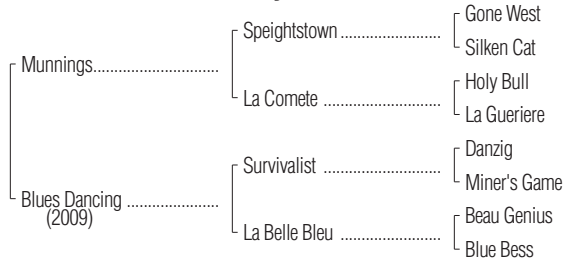 Gone West
Speightstown
Silken Cat
Munnings
Holy Bull
La Comete
La Gueriere
Danzig
Survivalist
Miner's Game
Blues Dancing
(2009)
Beau Genius
La Belle Bleu
Blue Bess